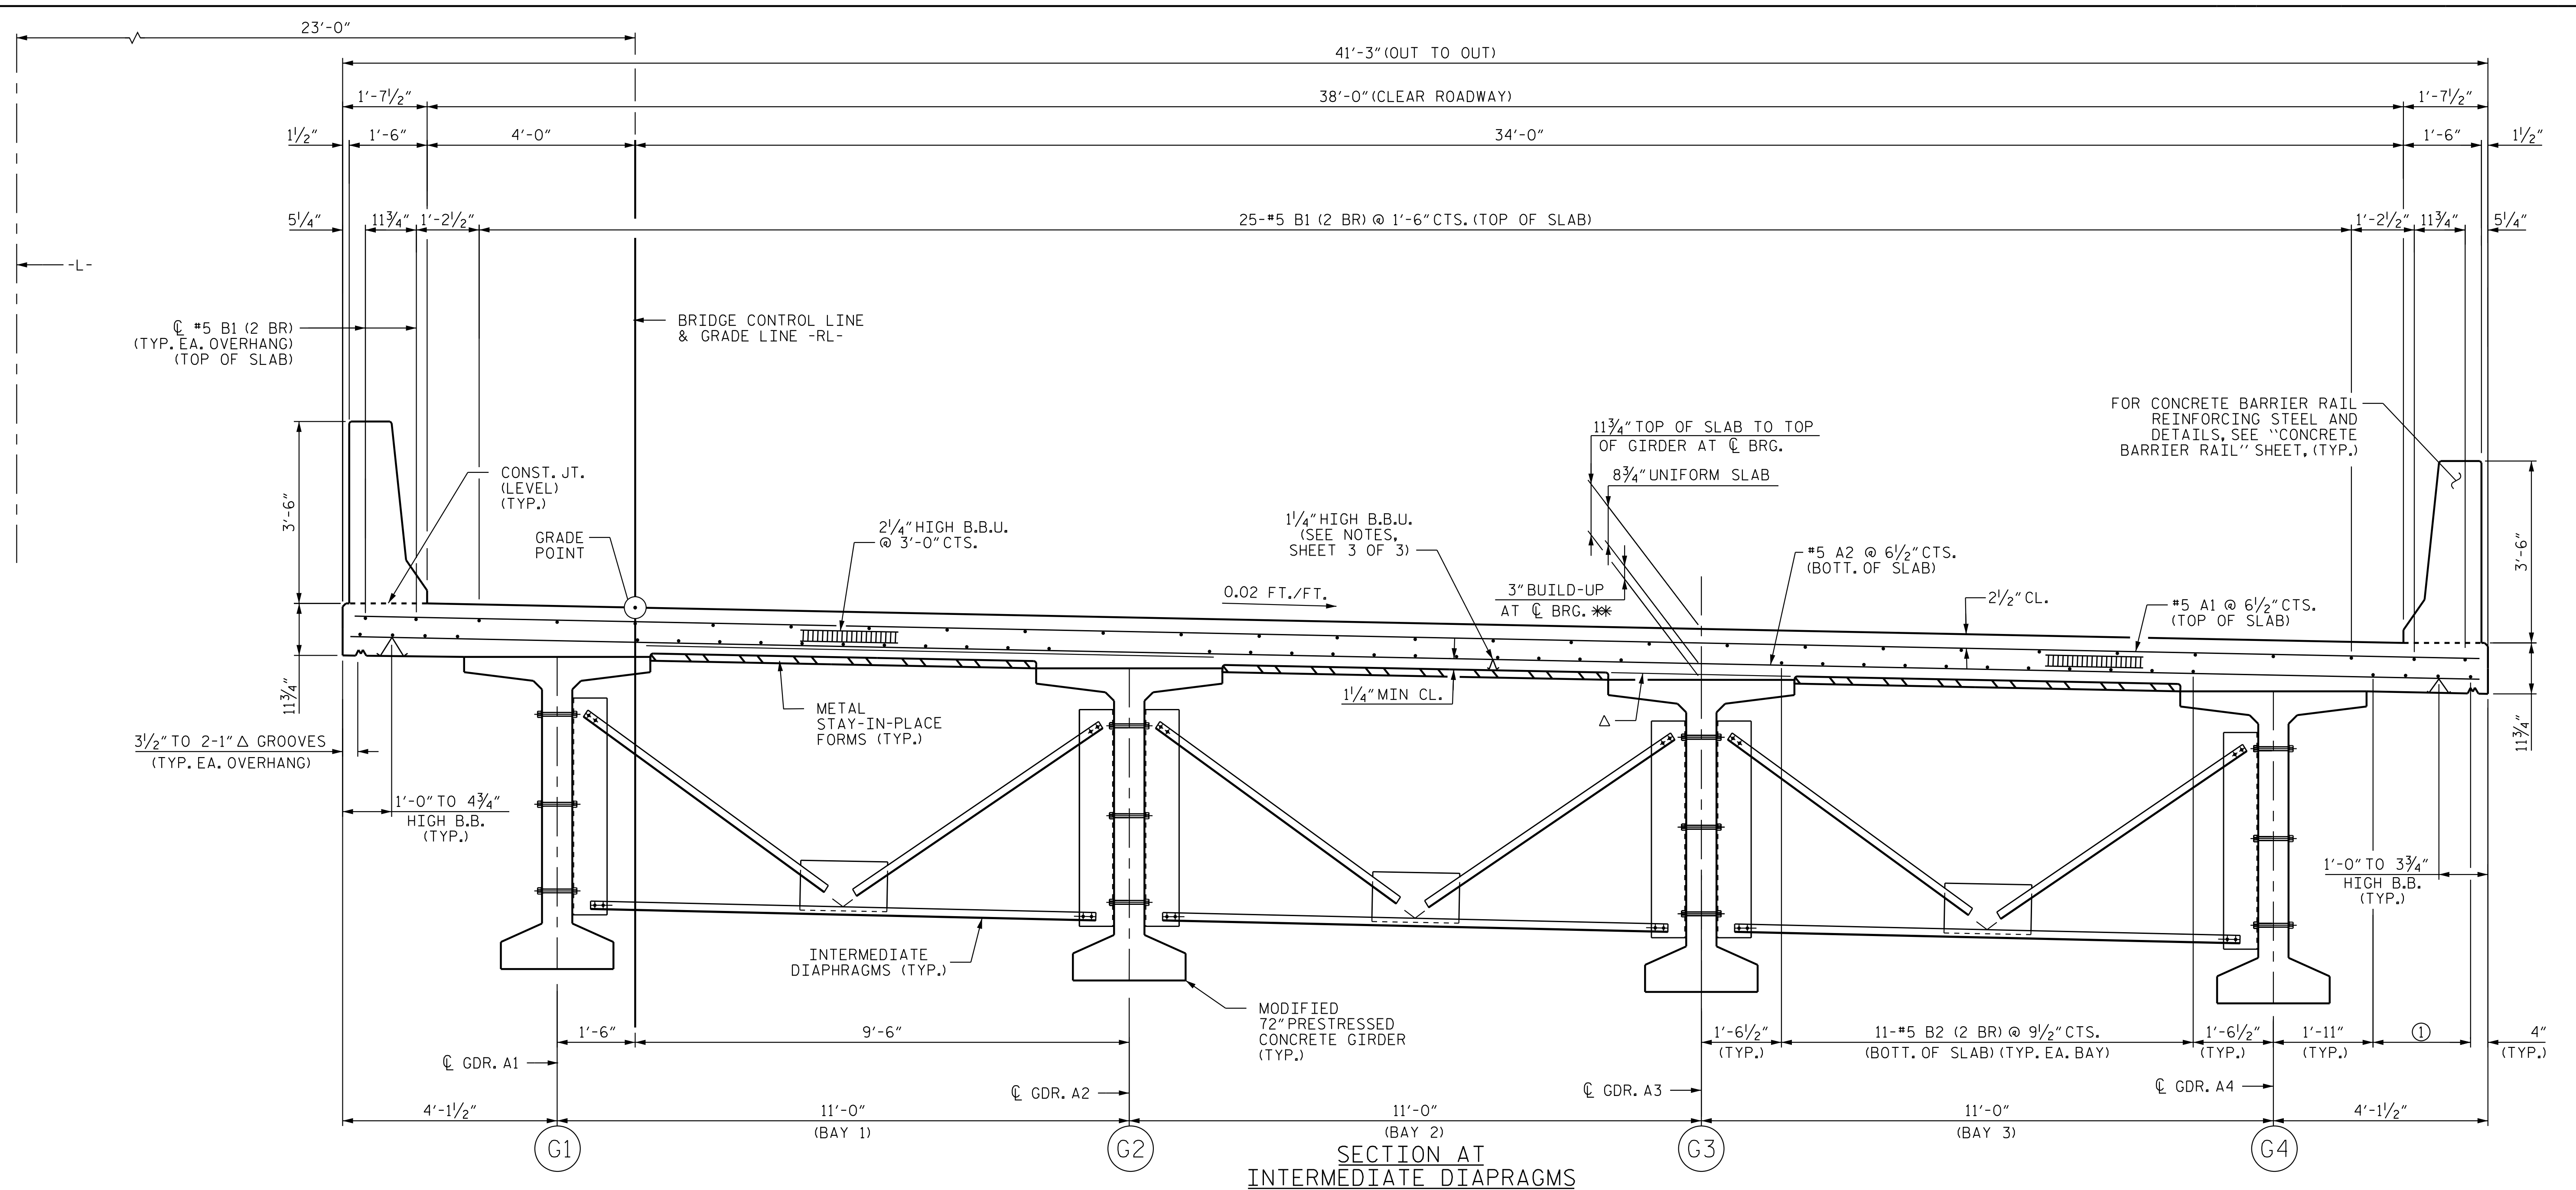 23'-0"
41'-3" (OUT TO OUT)
1'-7½"
38'-0" (CLEAR ROADWAY)
1'-7½"
1½"
1'-6"
4'-0"
34'-0"
1'-6"
1½"
5¼"
11¾"
1'-2½"
25-#5 B1 (2 BR) @ 1'-6" CTS. (TOP OF SLAB)
1'-2½"
11¾"
5¼"
-L-
℄ #5 B1 (2 BR)
(TYP. EA. OVERHANG)
(TOP OF SLAB)
BRIDGE CONTROL LINE
& GRADE LINE -RL-
FOR CONCRETE BARRIER RAIL
REINFORCING STEEL AND
DETAILS, SEE "CONCRETE
BARRIER RAIL" SHEET, (TYP.)
11¾" TOP OF SLAB TO TOP
OF GIRDER AT ℄ BRG.
8¾" UNIFORM SLAB
CONST. JT.
(LEVEL)
(TYP.)
3'-6"
GRADE
POINT
2¼" HIGH B.B.U.
@ 3'-0" CTS.
1¼" HIGH B.B.U.
(SEE NOTES,
SHEET 3 OF 3)
#5 A2 @ 6½" CTS.
(BOTT. OF SLAB)
3'-6"
0.02 FT./FT.
3" BUILD-UP
AT ℄ BRG. **
2½" CL.
#5 A1 @ 6½" CTS.
(TOP OF SLAB)
11¾"
1¼" MIN CL.
Δ
METAL
STAY-IN-PLACE
FORMS (TYP.)
11¾"
3½" TO 2-1" Δ GROOVES
(TYP. EA. OVERHANG)
1'-0" TO 4¾"
HIGH B.B.
(TYP.)
1'-0" TO 3¾"
HIGH B.B.
(TYP.)
INTERMEDIATE
DIAPHRAGMS (TYP.)
MODIFIED
72" PRESTRESSED
CONCRETE GIRDER
(TYP.)
1'-6"
9'-6"
1'-6½"
(TYP.)
11-#5 B2 (2 BR) @ 9½" CTS.
(BOTT. OF SLAB) (TYP. EA. BAY)
1'-6½"
(TYP.)
1'-11"
(TYP.)
①
4"
(TYP.)
℄ GDR. A1
℄ GDR. A2
℄ GDR. A3
℄ GDR. A4
4'-1½"
11'-0"
(BAY 1)
11'-0"
(BAY 2)
11'-0"
(BAY 3)
4'-1½"
G1
G2
G3
G4
SECTION AT
INTERMEDIATE DIAPRAGMS